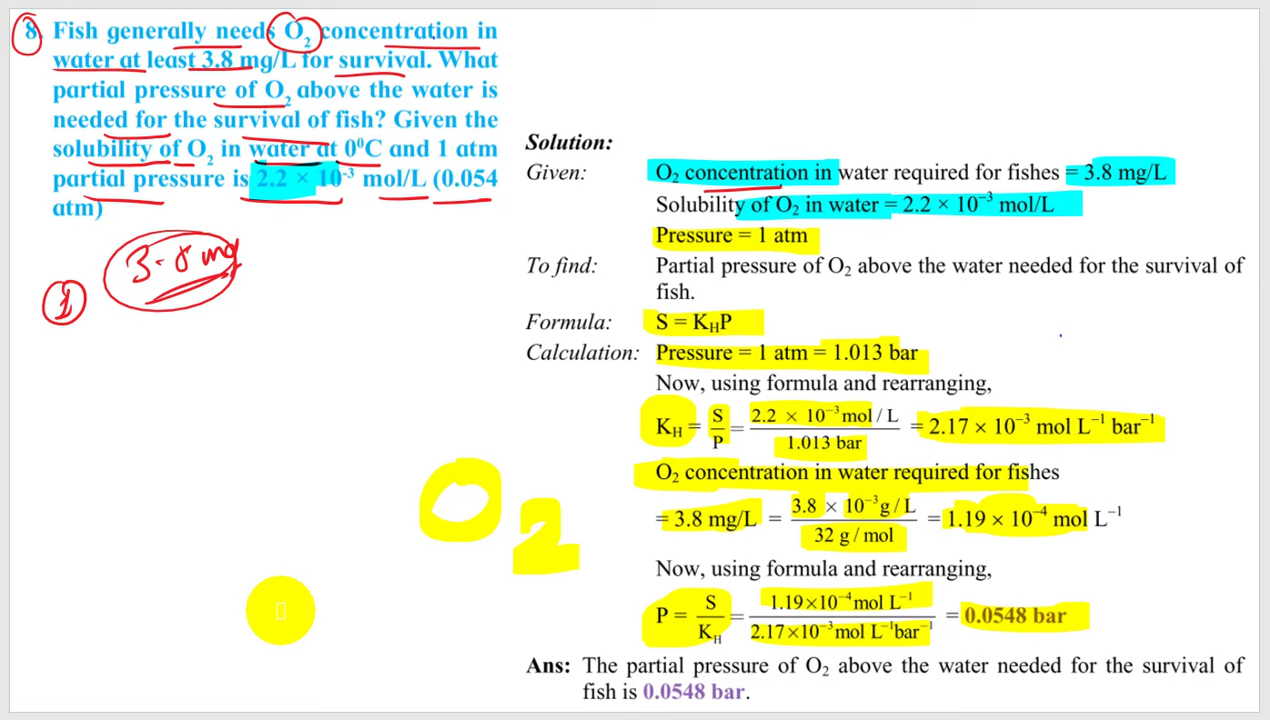 8. Fish generally needs O₂ concentration in
water at least 3.8 mg/L for survival. What
partial pressure of O₂ above the water is
needed for the survival of fish? Given the
solubility of O₂ in water at 0⁰C and 1 atm
partial pressure is 2.2 × 10⁻³ mol/L (0.054
atm)
3.8 mg
1
O2
Solution:
Given: O₂ concentration in water required for fishes = 3.8 mg/L
Solubility of O₂ in water = 2.2 × 10⁻³ mol/L
Pressure = 1 atm
To find: Partial pressure of O₂ above the water needed for the survival of
fish.
Formula: S = K_HP
Calculation: Pressure = 1 atm = 1.013 bar
Now, using formula and rearranging,
K_H = S/P = 2.2 × 10⁻³ mol / L / 1.013 bar = 2.17 × 10⁻³ mol L⁻¹ bar⁻¹
O₂ concentration in water required for fishes
= 3.8 mg/L = 3.8 × 10⁻³ g / L / 32 g / mol = 1.19 × 10⁻⁴ mol L⁻¹
Now, using formula and rearranging,
P = S/K_H = 1.19×10⁻⁴ mol L⁻¹ / 2.17×10⁻³ mol L⁻¹bar⁻¹ = 0.0548 bar
Ans: The partial pressure of O₂ above the water needed for the survival of
fish is 0.0548 bar.